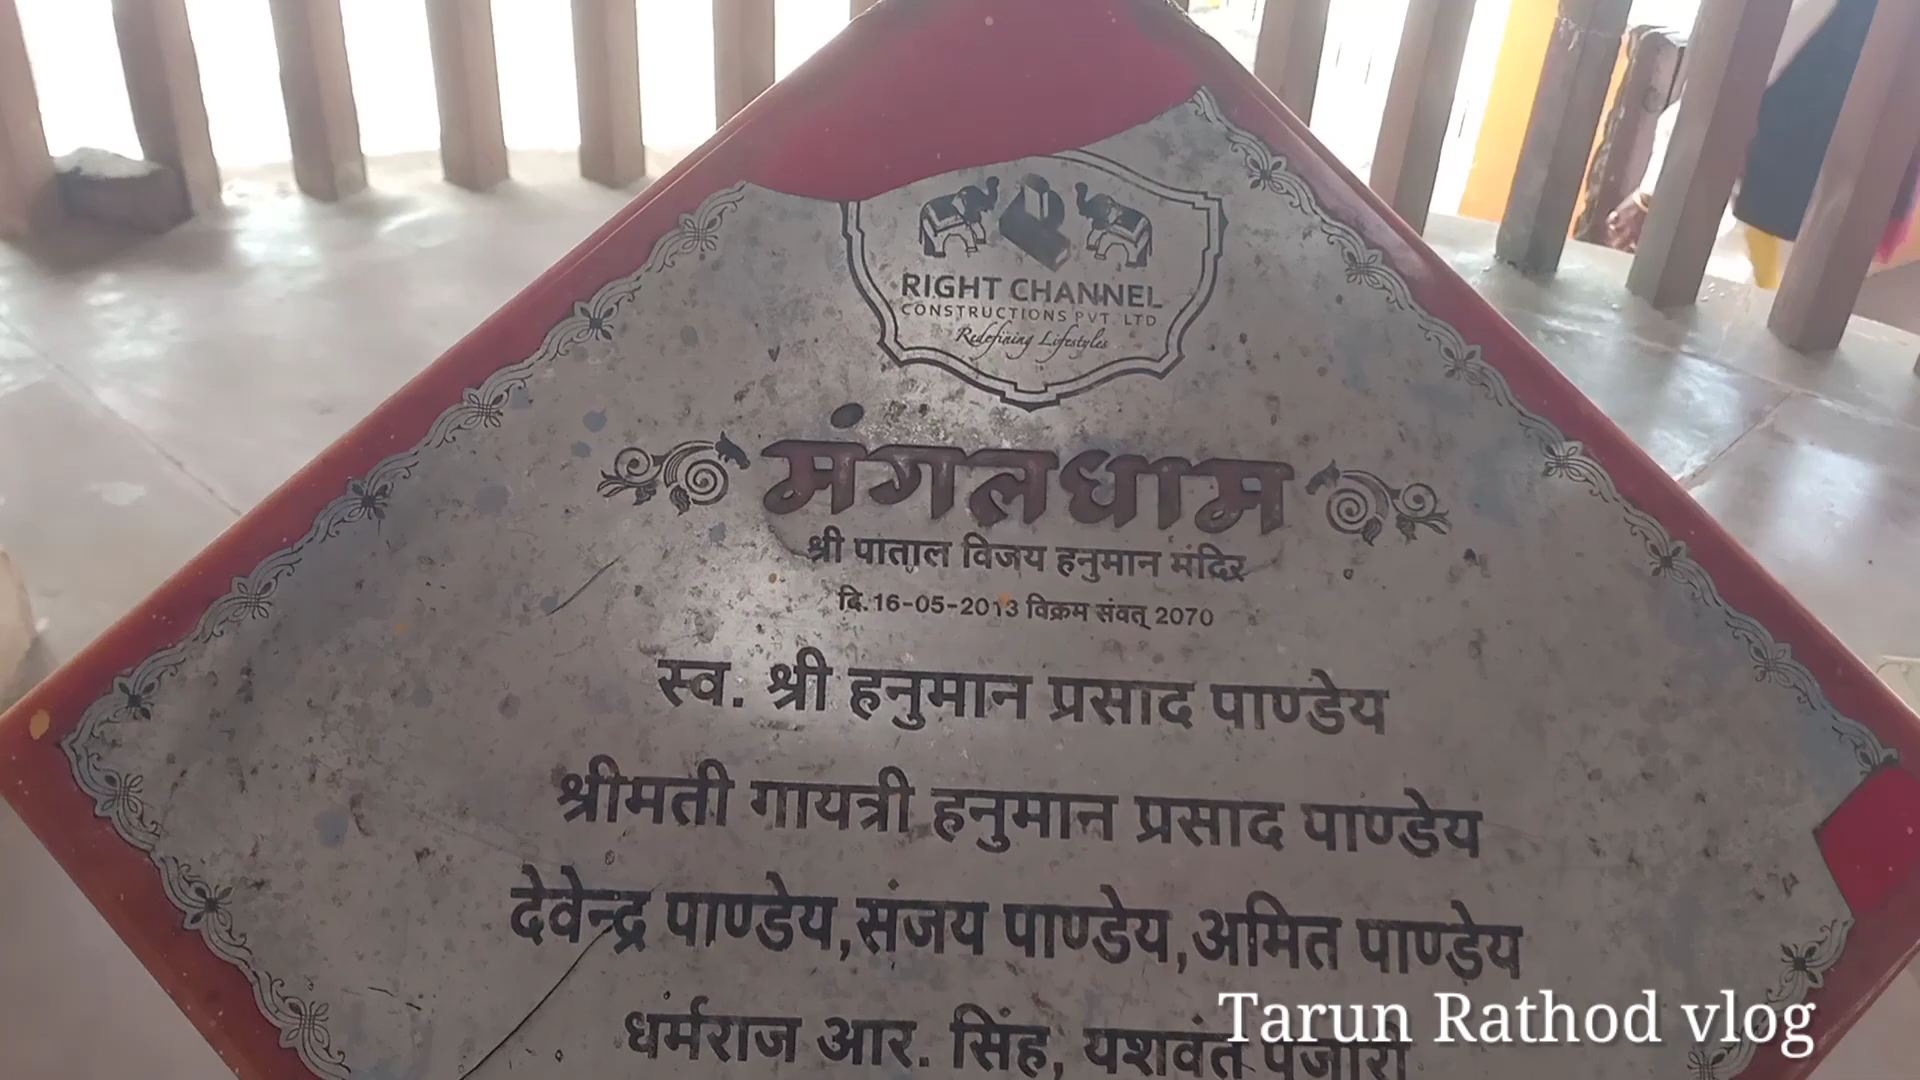 RIGHT CHANNEL
CONSTRUCTIONS PVT. LTD
Redefining Lifestyles
मंगलधाम
श्री पाताल विजय हनुमान मंदिर
दि.16-05-2013 विक्रम संवत् 2070
स्व. श्री हनुमान प्रसाद पाण्डेय
श्रीमती गायत्री हनुमान प्रसाद पाण्डेय
देवेन्द्र पाण्डेय,संजय पाण्डेय,अमित पाण्डेय
धर्मराज आर. सिंह, यशवंत
Tarun Rathod vlog